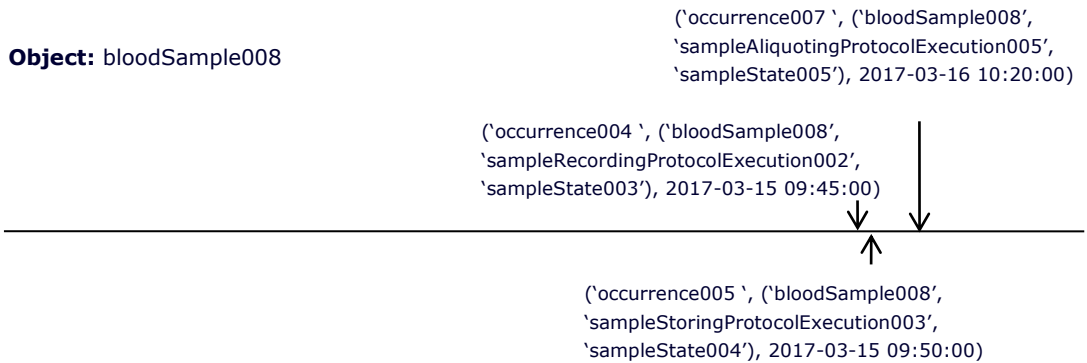 Object: bloodSample008
(‘occurrence007 ‘, (‘bloodSample008’,
‘sampleAliquotingProtocolExecution005’,
‘sampleState005’), 2017-03-16 10:20:00)
(‘occurrence004 ‘, (‘bloodSample008’,
‘sampleRecordingProtocolExecution002’,
‘sampleState003’), 2017-03-15 09:45:00)
(‘occurrence005 ‘, (‘bloodSample008’,
‘sampleStoringProtocolExecution003’,
‘sampleState004’), 2017-03-15 09:50:00)